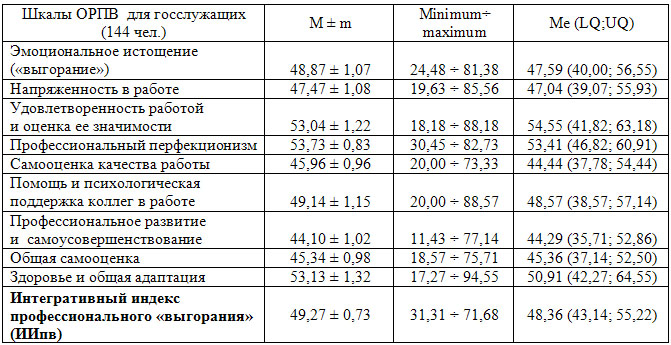 Шкалы ОРПВ для госслужащих
(144 чел.)
M ± m
Minimum÷
maximum
Me (LQ;UQ)
Эмоциональное истощение
(«выгорание»)
48,87 ± 1,07
24,48 ÷ 81,38
47,59 (40,00; 56,55)
Напряженность в работе
47,47 ± 1,08
19,63 ÷ 85,56
47,04 (39,07; 55,93)
Удовлетворенность работой
и оценка ее значимости
53,04 ± 1,22
18,18 ÷ 88,18
54,55 (41,82; 63,18)
Профессиональный перфекционизм
53,73 ± 0,83
30,45 ÷ 82,73
53,41 (46,82; 60,91)
Самооценка качества работы
45,96 ± 0,96
20,00 ÷ 73,33
44,44 (37,78; 54,44)
Помощь и психологическая
поддержка коллег в работе
49,14 ± 1,15
20,00 ÷ 88,57
48,57 (38,57; 57,14)
Профессиональное развитие
и самоусовершенствование
44,10 ± 1,02
11,43 ÷ 77,14
44,29 (35,71; 52,86)
Общая самооценка
45,34 ± 0,98
18,57 ÷ 75,71
45,36 (37,14; 52,50)
Здоровье и общая адаптация
53,13 ± 1,32
17,27 ÷ 94,55
50,91 (42,27; 64,55)
Интегративный индекс
профессионального «выгорания»
(ИИпв)
49,27 ± 0,73
31,31 ÷ 71,68
48,36 (43,14; 55,22)